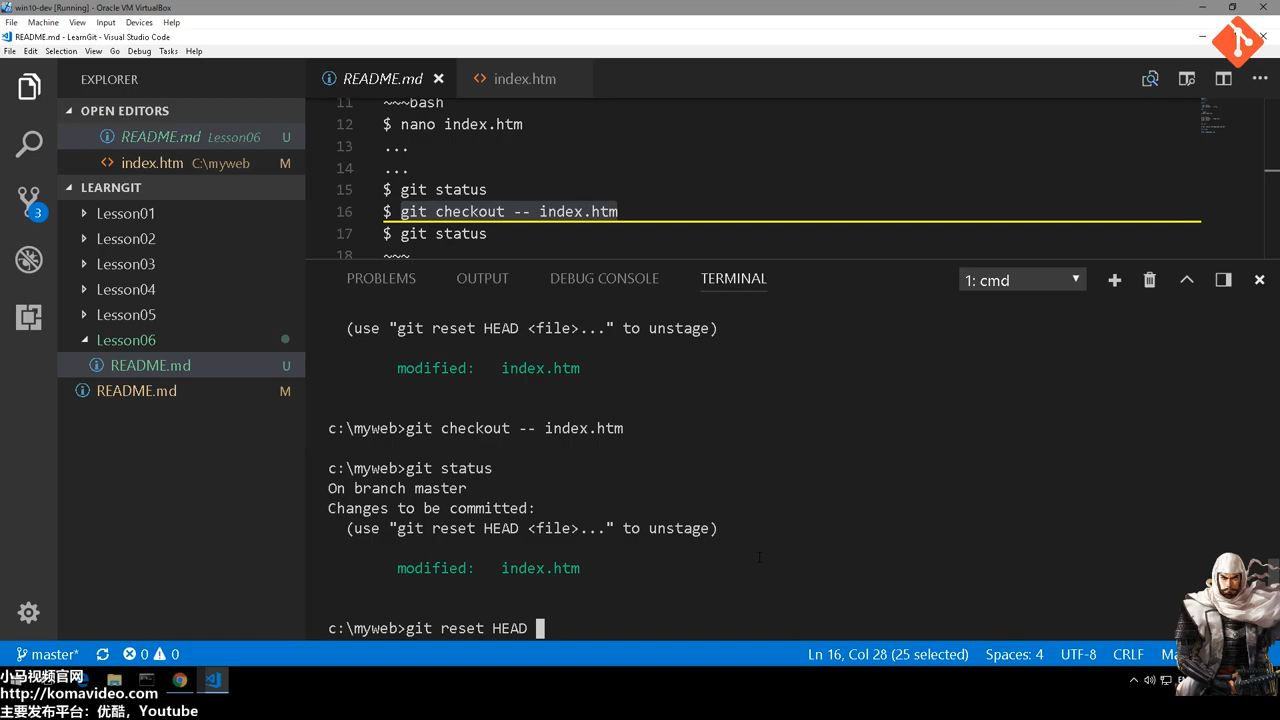 win10-dev [Running] - Oracle VM VirtualBox
File Machine View Input Devices Help
README.md - LearnGit - Visual Studio Code
File Edit Selection View Go Debug Tasks Help
EXPLORER
OPEN EDITORS
README.md Lesson06 U
index.htm C:\myweb M
LEARNGIT
Lesson01
Lesson02
Lesson03
Lesson04
Lesson05
Lesson06
README.md U
README.md M
3
README.md
index.htm
11 ~~~bash
12 $ nano index.htm
13 ...
14 ...
15 $ git status
16 $ git checkout -- index.htm
17 $ git status
18 ~~~
PROBLEMS OUTPUT DEBUG CONSOLE TERMINAL
1: cmd
(use "git reset HEAD <file>..." to unstage)
modified: index.htm
c:\myweb>git checkout -- index.htm
c:\myweb>git status
On branch master
Changes to be committed:
(use "git reset HEAD <file>..." to unstage)
modified: index.htm
c:\myweb>git reset HEAD
master* 0 0
Ln 16, Col 28 (25 selected) Spaces: 4 UTF-8 CRLF
小马视频官网
http://komavideo.com
主要发布平台：优酷，Youtube